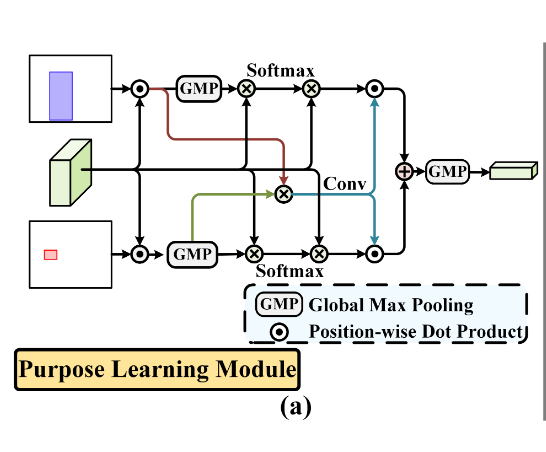 Softmax
GMP
Conv
GMP
GMP
Softmax
GMP Global Max Pooling
Position-wise Dot Product
Purpose Learning Module
(a)